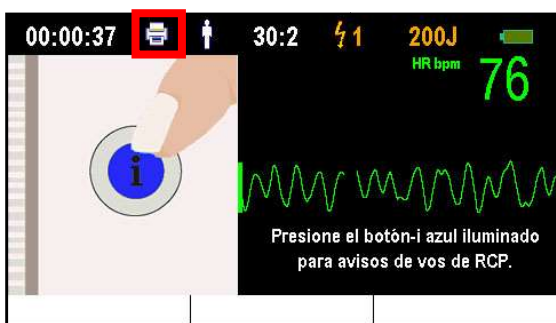 00:00:37 30:2 1 200J
HR bpm 76
i
Presione el botón-i azul iluminado
para avisos de vos de RCP.